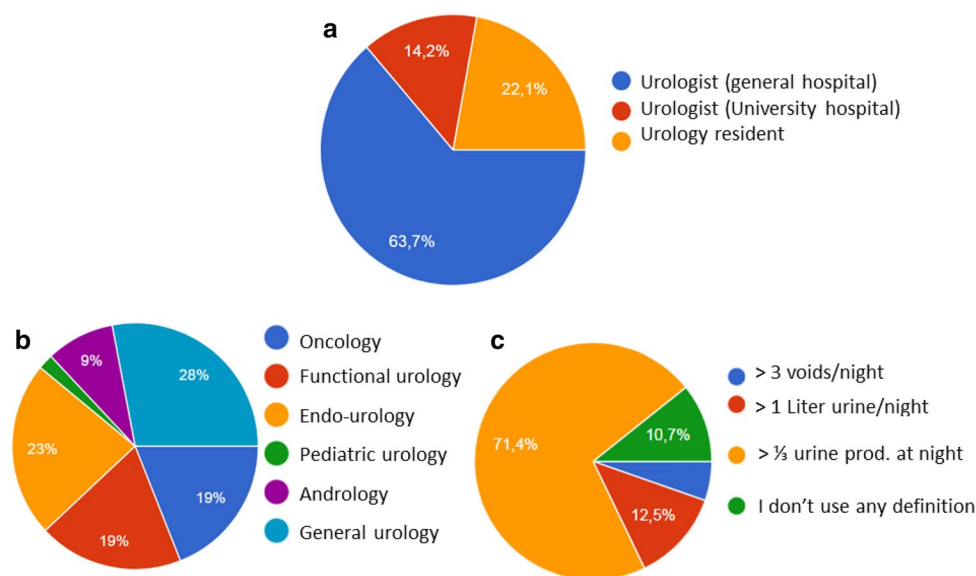 a
14,2%
22,1%
63,7%
Urologist (general hospital)
Urologist (University hospital)
Urology resident
b
9%
28%
23%
19%
19%
Oncology
Functional urology
Endo-urology
Pediatric urology
Andrology
General urology
c
71,4%
10,7%
12,5%
> 3 voids/night
> 1 Liter urine/night
> ⅓ urine prod. at night
I don't use any definition